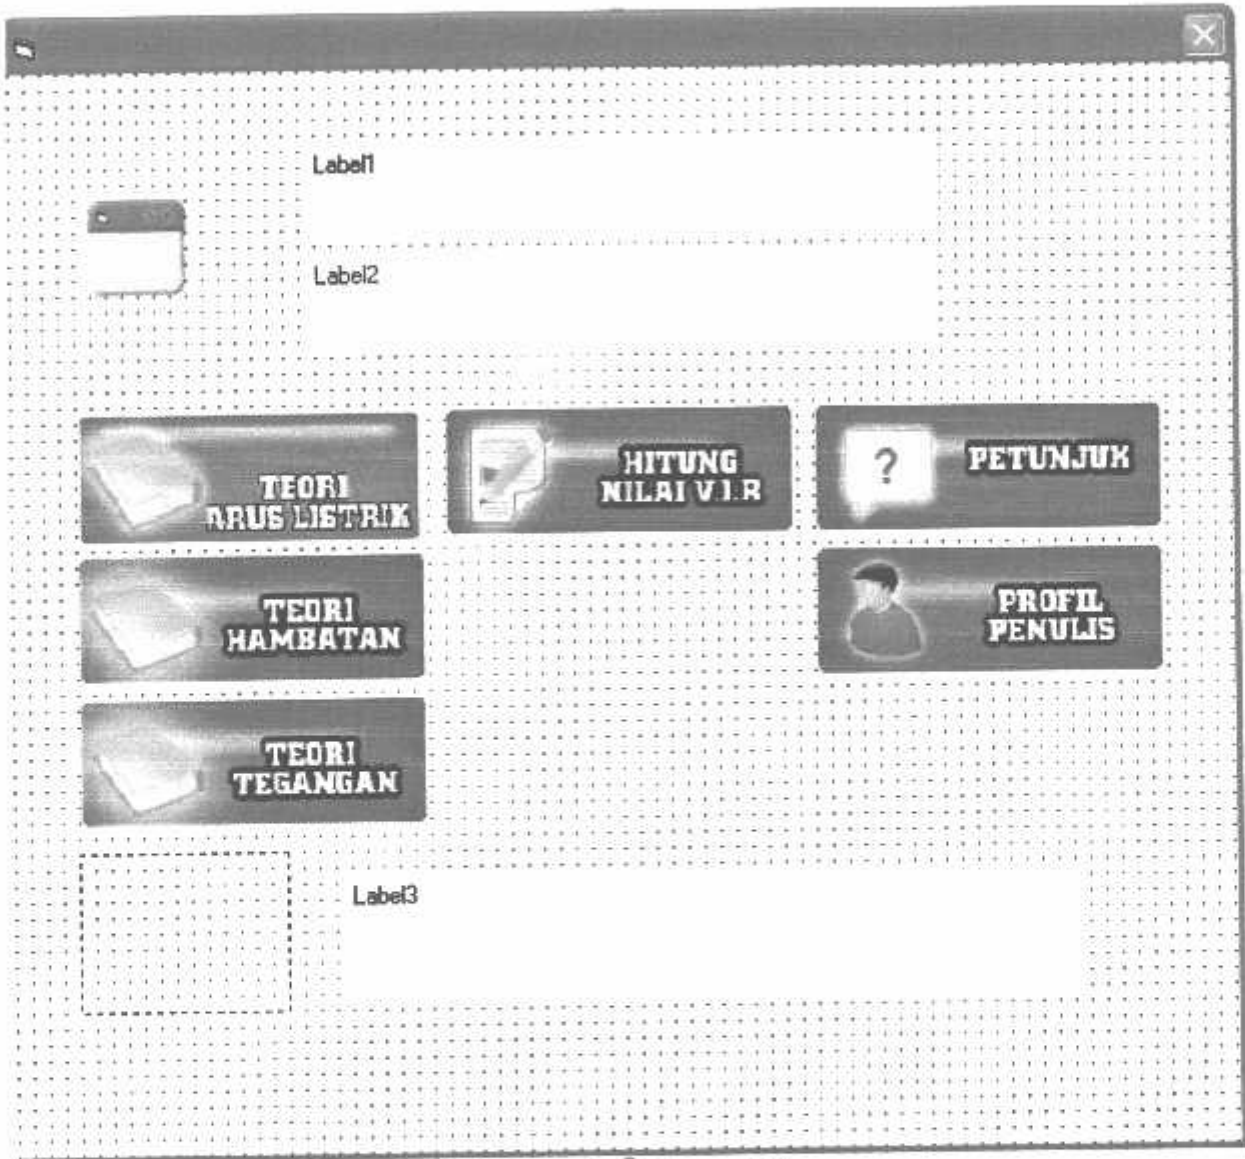 Label1
Label2
TEORI
ARUS LISTRIK
HITUNG
NILAI V.I.R
?
PETUNJUK
TEORI
HAMBATAN
PROFIL
PENULIS
TEORI
TEGANGAN
Label3